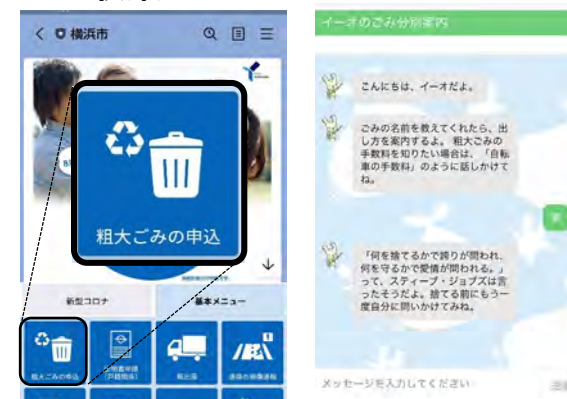 横浜市
粗大ごみの申込
新型コロナ
基本メニュー
粗大ごみの申込
イーオのごみ分別案内
こんにちは、イーオだよ。
ごみの名前を教えてくれたら、出
し方を案内するよ。 粗大ごみの
手数料を知りたい場合は、「自転
車の手数料」のように話しかけて
ね。
「何を捨てるかで誇りが問われ、
何を守るかで愛情が問われる。」
って、スティーブ・ジョブズは言
ったそうだよ。捨てる前にもう一
度自分に問いかけてみね。
メッセージを入力してください